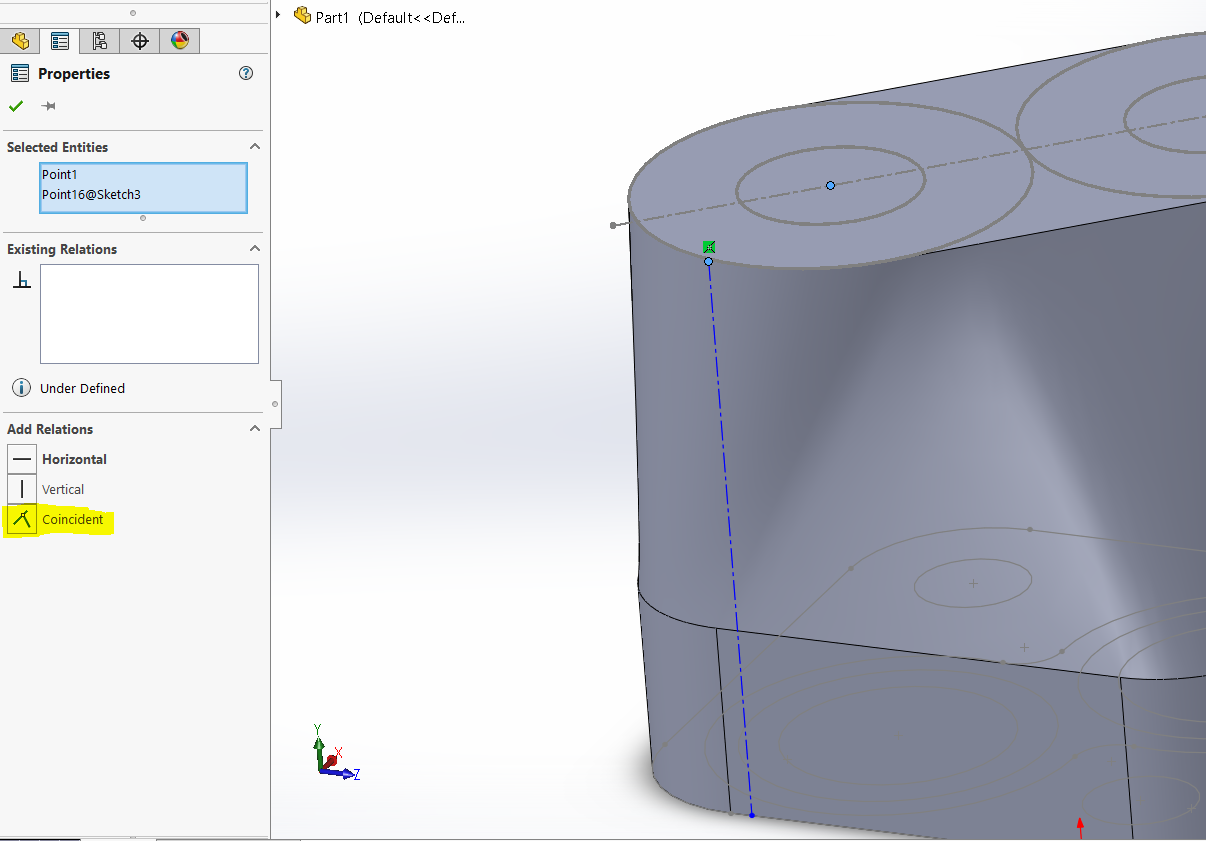 Part1 (Default<<Def...
Properties
Selected Entities
Point1
Point16@Sketch3
Existing Relations
Under Defined
Add Relations
Horizontal
Vertical
Coincident
Y
X
Z